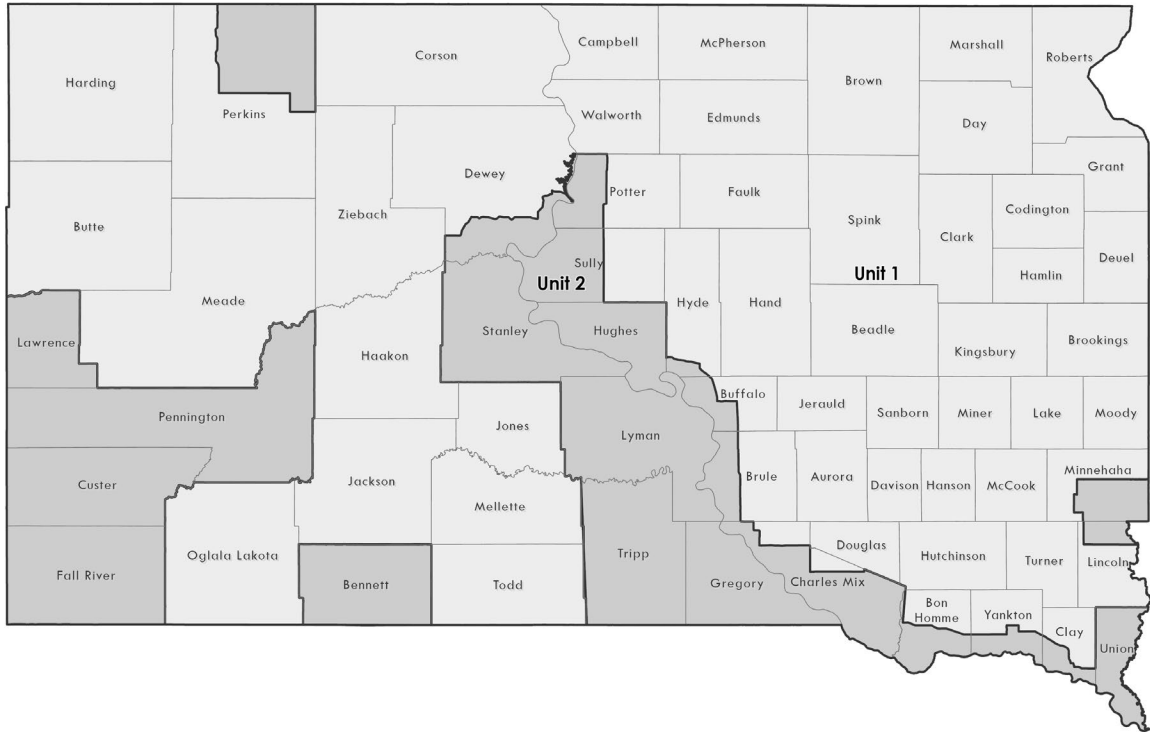 Campbell
McPherson
Marshall
Roberts
Harding
Corson
Brown
Perkins
Walworth
Edmunds
Day
Grant
Dewey
Potter
Faulk
Ziebach
Spink
Codington
Butte
Clark
Deuel
Sully
Unit 1
Hamlin
Unit 2
Meade
Hyde
Hand
Stanley
Hughes
Beadle
Lawrence
Kingsbury
Brookings
Haakon
Buffalo
Jerauld
Sanborn
Miner
Lake
Moody
Pennington
Jones
Lyman
Minnehaha
Custer
Jackson
Brule
Aurora
Davison
Hanson
McCook
Mellette
Oglala Lakota
Tripp
Douglas
Hutchinson
Turner
Lincoln
Fall River
Bennett
Todd
Gregory
Charles Mix
Bon
Homme
Yankton
Clay
Union